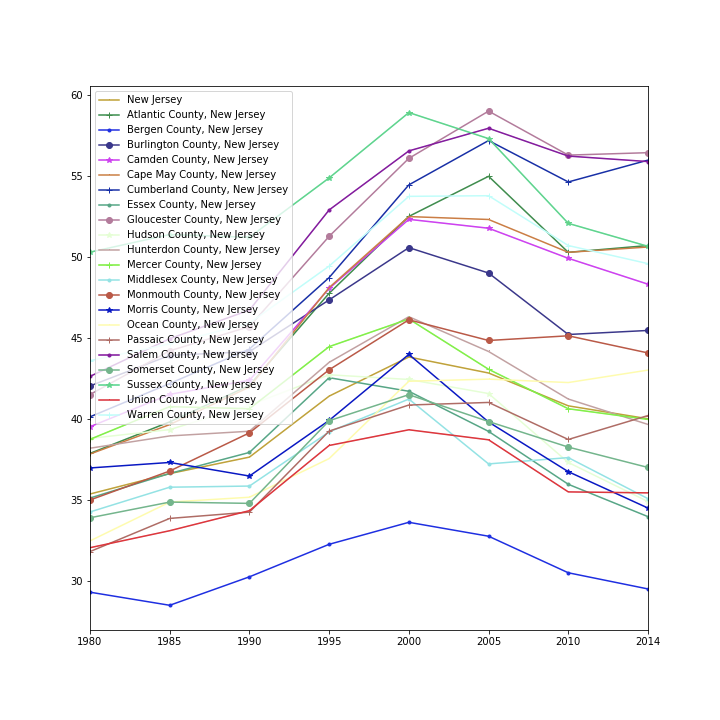 60
55
50
45
40
35
30
New Jersey
Atlantic County, New Jersey
Bergen County, New Jersey
Burlington County, New Jersey
Camden County, New Jersey
Cape May County, New Jersey
Cumberland County, New Jersey
Essex County, New Jersey
Gloucester County, New Jersey
Hudson County, New Jersey
Hunterdon County, New Jersey
Mercer County, New Jersey
Middlesex County, New Jersey
Monmouth County, New Jersey
Morris County, New Jersey
Ocean County, New Jersey
Passaic County, New Jersey
Salem County, New Jersey
Somerset County, New Jersey
Sussex County, New Jersey
Union County, New Jersey
Warren County, New Jersey
1980 1985 1990 1995 2000 2005 2010 2014